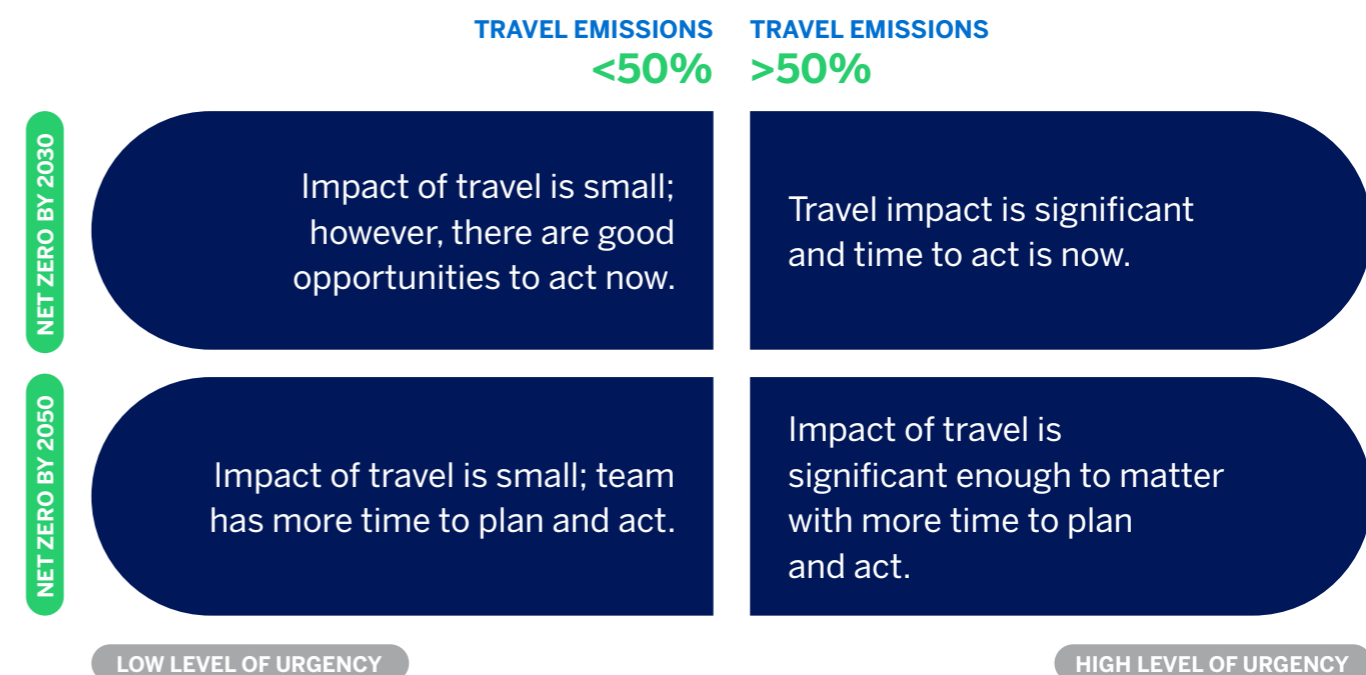 TRAVEL EMISSIONS
<50%
TRAVEL EMISSIONS
>50%
NET ZERO BY 2030
Impact of travel is small;
however, there are good
opportunities to act now.
Travel impact is significant
and time to act is now.
NET ZERO BY 2050
Impact of travel is small; team
has more time to plan and act.
Impact of travel is
significant enough to matter
with more time to plan
and act.
LOW LEVEL OF URGENCY
HIGH LEVEL OF URGENCY